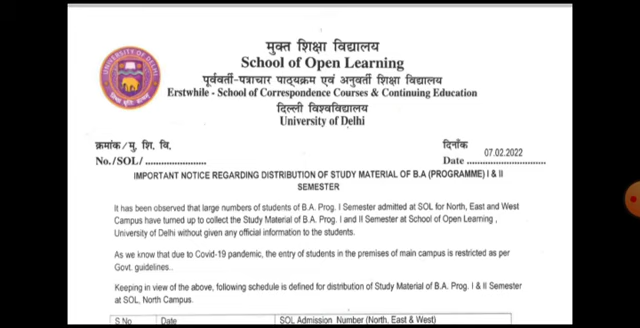 मुक्त शिक्षा विद्यालय
School of Open Learning
पूर्ववर्ती-पत्राचार पाठ्यक्रम एवं अनुवर्ती शिक्षा विद्यालय
Erstwhile - School of Correspondence Courses & Continuing Education
दिल्ली विश्वविद्यालय
University of Delhi
क्रमांक/मु. शि. वि. दिनाँक
No./SOL/ ...................... Date ............................ 07.02.2022
IMPORTANT NOTICE REGARDING DISTRIBUTION OF STUDY MATERIAL OF B.A (PROGRAMME) I & II
SEMESTER
It has been observed that large numbers of students of B.A. Prog. I Semester admitted at SOL for North, East and West
Campus have turned up to collect the Study Material of B.A. Prog. I and II Semester at School of Open Learning ,
University of Delhi without given any official information to the students.
As we know that due to Covid-19 pandemic, the entry of students in the premises of main campus is restricted as per
Govt. guidelines..
Keeping in view of the above, following schedule is defined for distribution of Study Material of B.A. Prog. I & II Semester
at SOL, North Campus.
S.No Date SOL Admission Number (North, East & West)